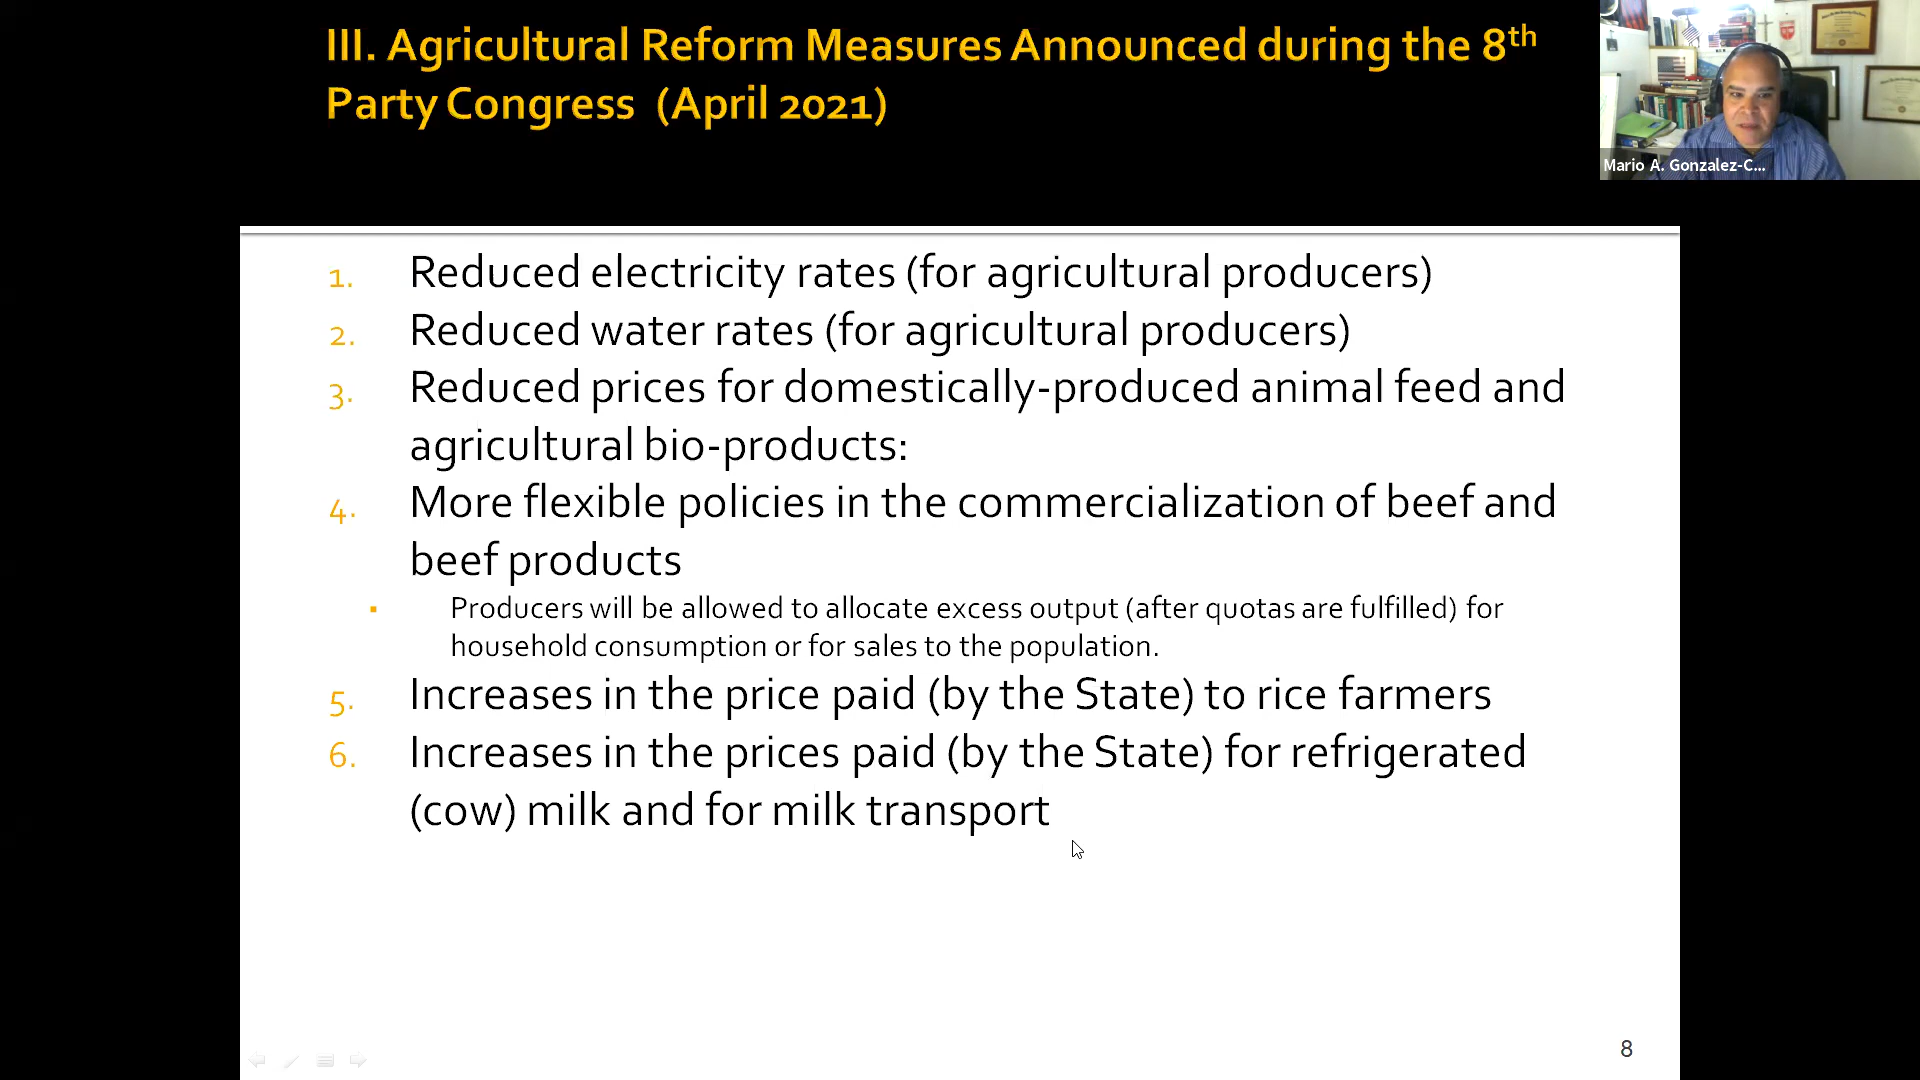 III. Agricultural Reform Measures Announced during the 8th
Party Congress (April 2021)
Mario A. Gonzalez-C...
1. Reduced electricity rates (for agricultural producers)
2. Reduced water rates (for agricultural producers)
3. Reduced prices for domestically-produced animal feed and
agricultural bio-products:
4. More flexible policies in the commercialization of beef and
beef products
▪ Producers will be allowed to allocate excess output (after quotas are fulfilled) for
household consumption or for sales to the population.
5. Increases in the price paid (by the State) to rice farmers
6. Increases in the prices paid (by the State) for refrigerated
(cow) milk and for milk transport
8